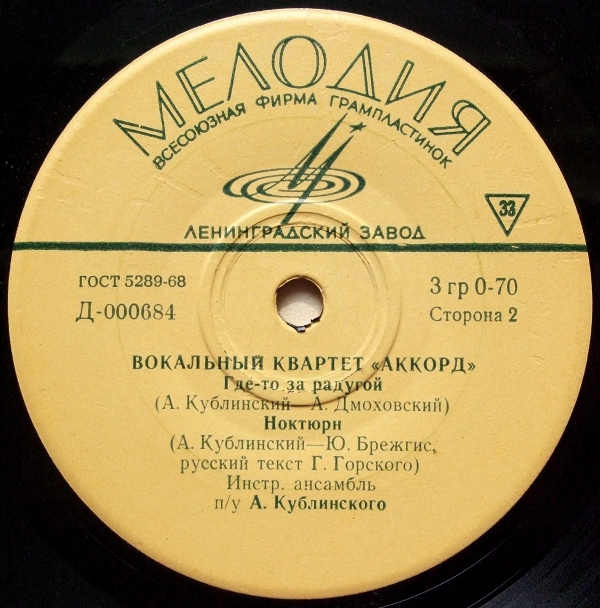 МЕЛОДИЯ
ВСЕСОЮЗНАЯ ФИРМА ГРАМПЛАСТИНОК
33
ЛЕНИНГРАДСКИЙ ЗАВОД
ГОСТ 5289-68
3 гр 0-70
Д-000684
Сторона 2
ВОКАЛЬНЫЙ КВАРТЕТ «АККОРД»
Где-то за радугой
(А. Кублинский—А. Дмоховский)
Ноктюрн
(А. Кублинский—Ю. Брежгис,
русский текст Г. Горского)
Инстр. ансамбль
п/у А. Кублинского